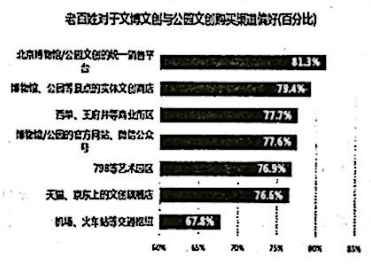 老百姓对于文博文创与公园文创购买渠道偏好(百分比)
北京博物馆/公园文创的统一销售平
台
81.3%
博物馆、公园等景点的实体文创商店
79.4%
西单、王府井等商业街区
77.7%
博物馆/公园的官方网站、微信公众
号
77.6%
798等艺术园区
76.9%
天猫、京东上的文创旗舰店
76.6%
机场、火车站等交通枢纽
67.8%
60% 65% 70% 75% 80% 85%